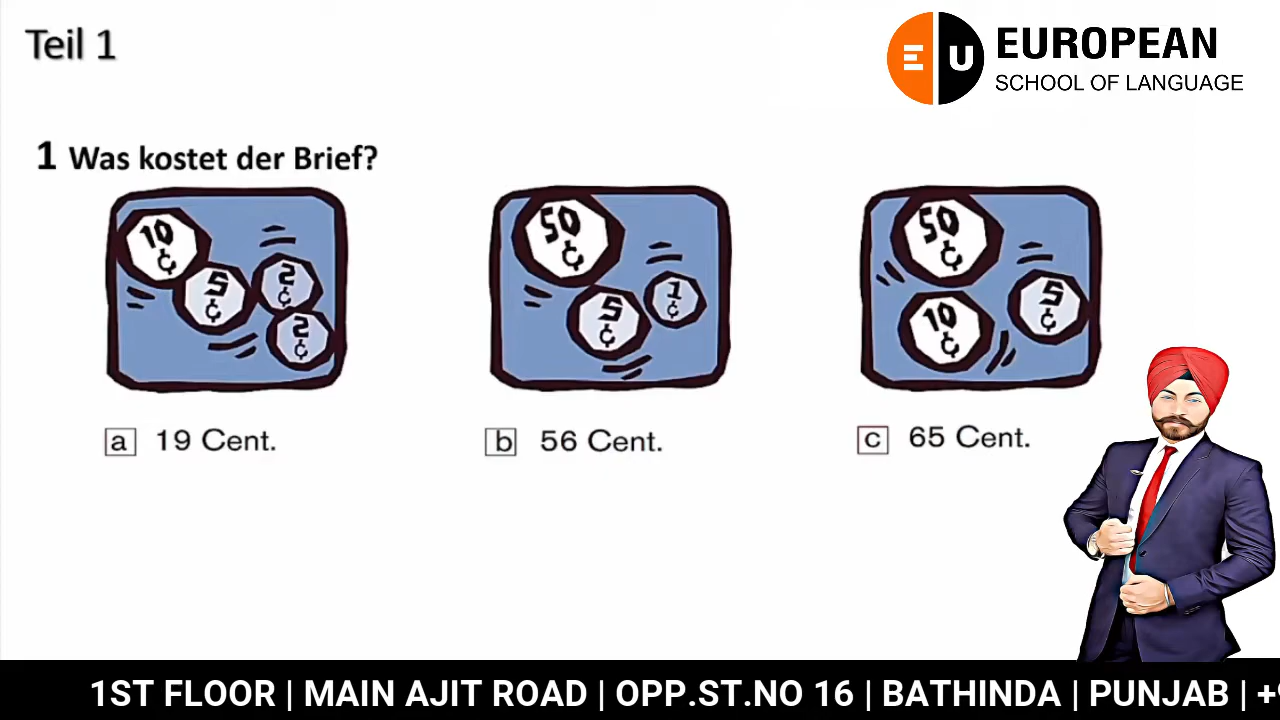 Teil 1
EU EUROPEAN
SCHOOL OF LANGUAGE
1 Was kostet der Brief?
10 ¢
5 ¢
2 ¢
2 ¢
50 ¢
5 ¢
1 ¢
50 ¢
10 ¢
5 ¢
a 19 Cent.
b 56 Cent.
c 65 Cent.
1ST FLOOR | MAIN AJIT ROAD | OPP.ST.NO 16 | BATHINDA | PUNJAB | +